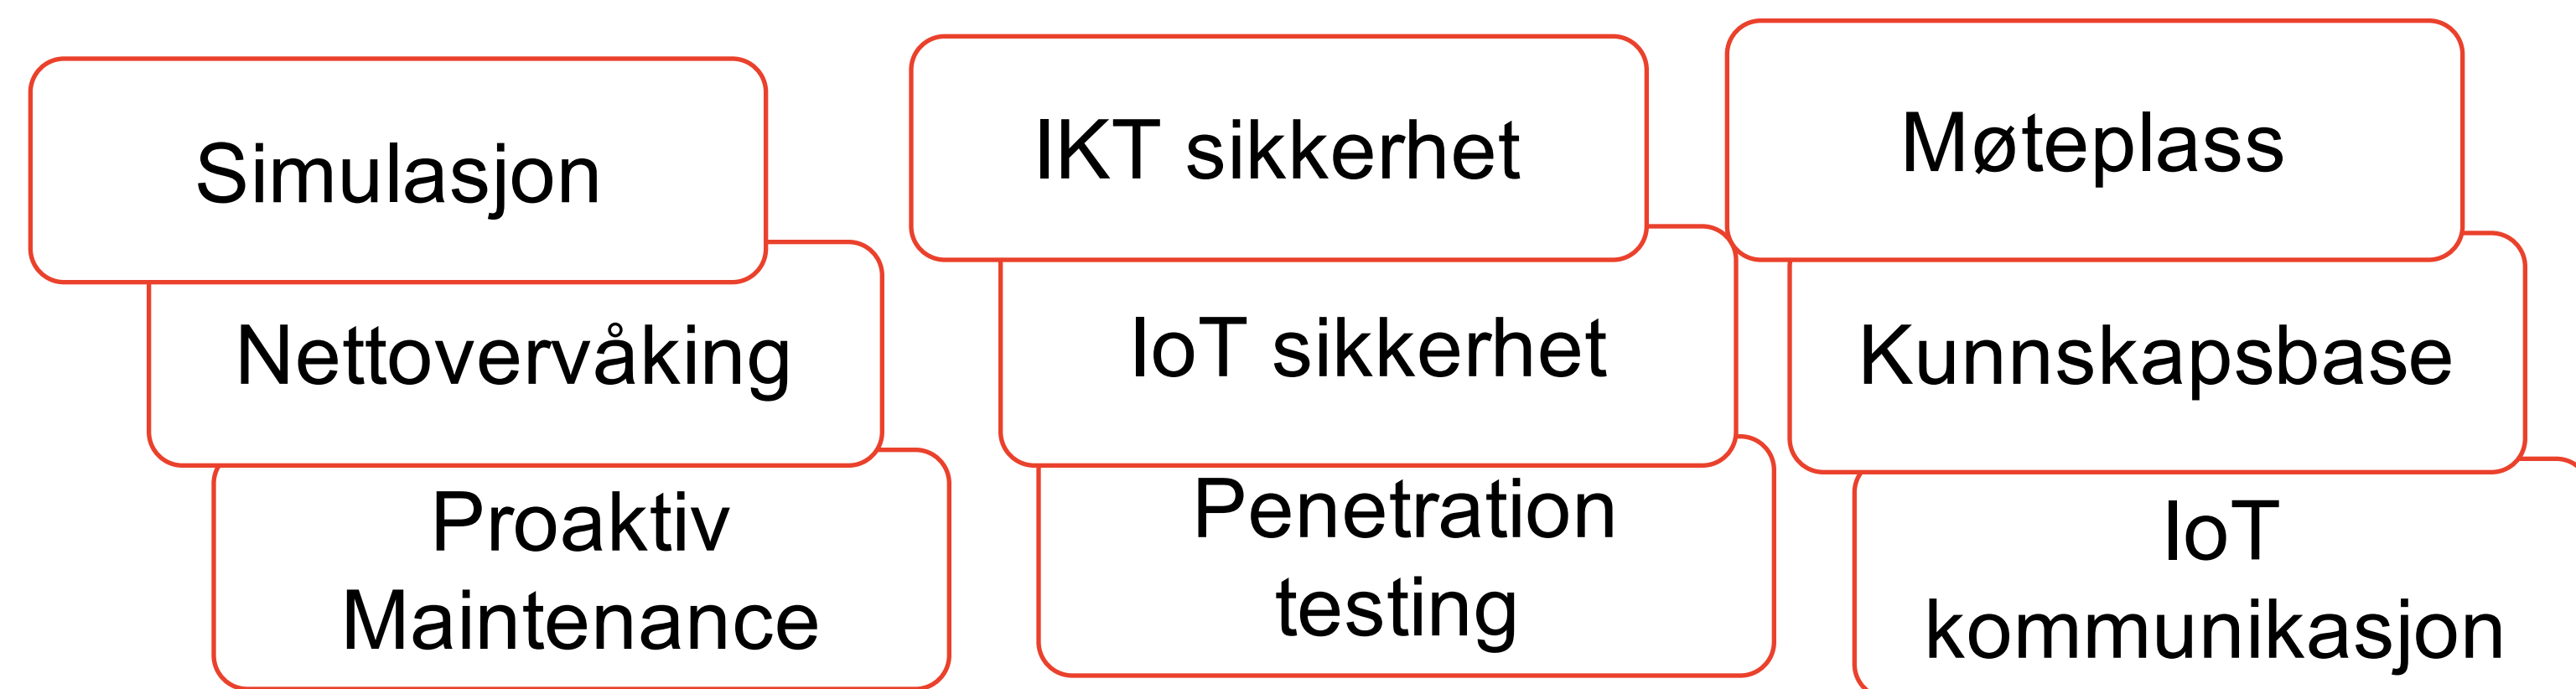 Simulasjon
Nettovervåking
Proaktiv
Maintenance
IKT sikkerhet
IoT sikkerhet
Penetration
testing
Møteplass
Kunnskapsbase
IoT
kommunikasjon